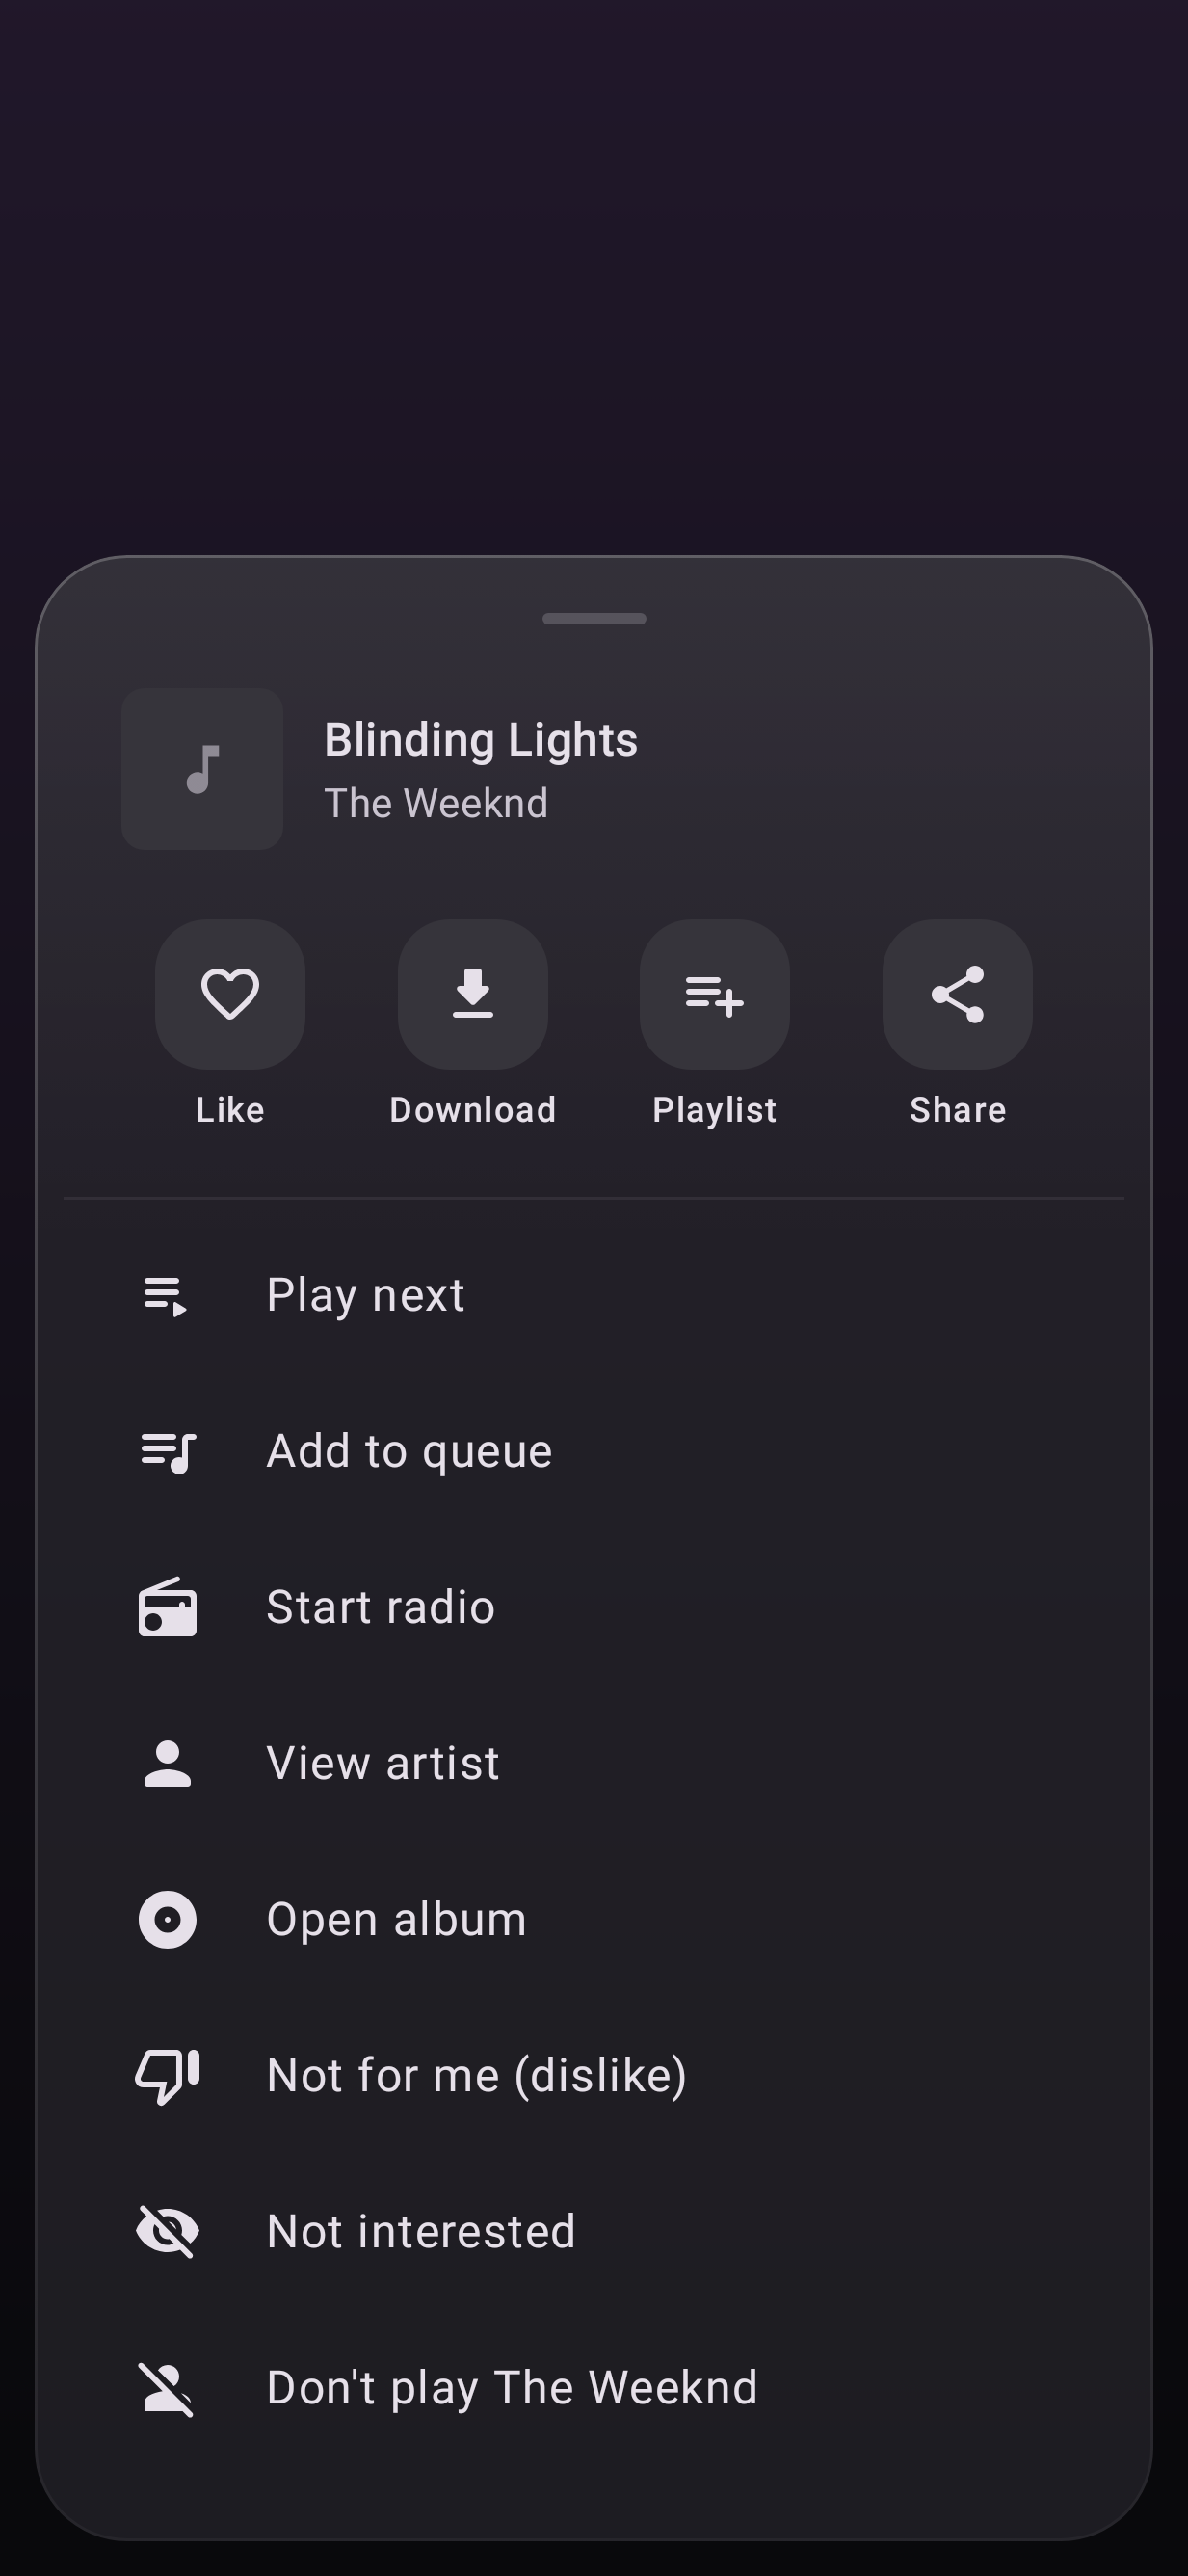 Blinding Lights
The Weeknd
Like
Download
Playlist
Share
Play next
Add to queue
Start radio
View artist
Open album
Not for me (dislike)
Not interested
Don't play The Weeknd